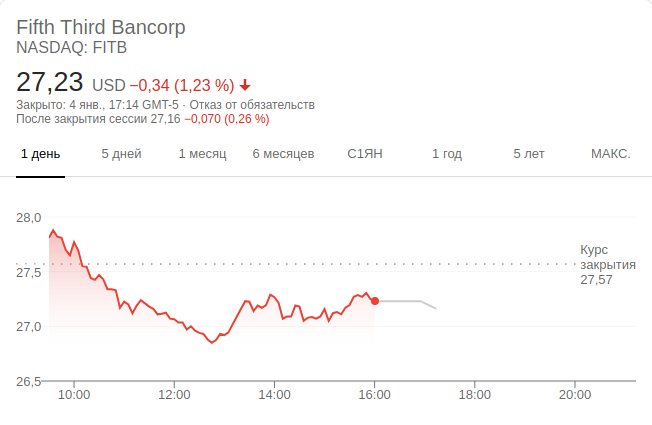 Fifth Third Bancorp
NASDAQ: FITB
27,23 USD −0,34 (1,23 %)
Закрыто: 4 янв., 17:14 GMT-5 · Отказ от обязательств
После закрытия сессии 27,16 −0,070 (0,26 %)
1 день 5 дней 1 месяц 6 месяцев С1ЯН 1 год 5 лет МАКС.
28,0
Курс
закрытия
27,57
27,5
27,0
26,5
10:00 12:00 14:00 16:00 18:00 20:00